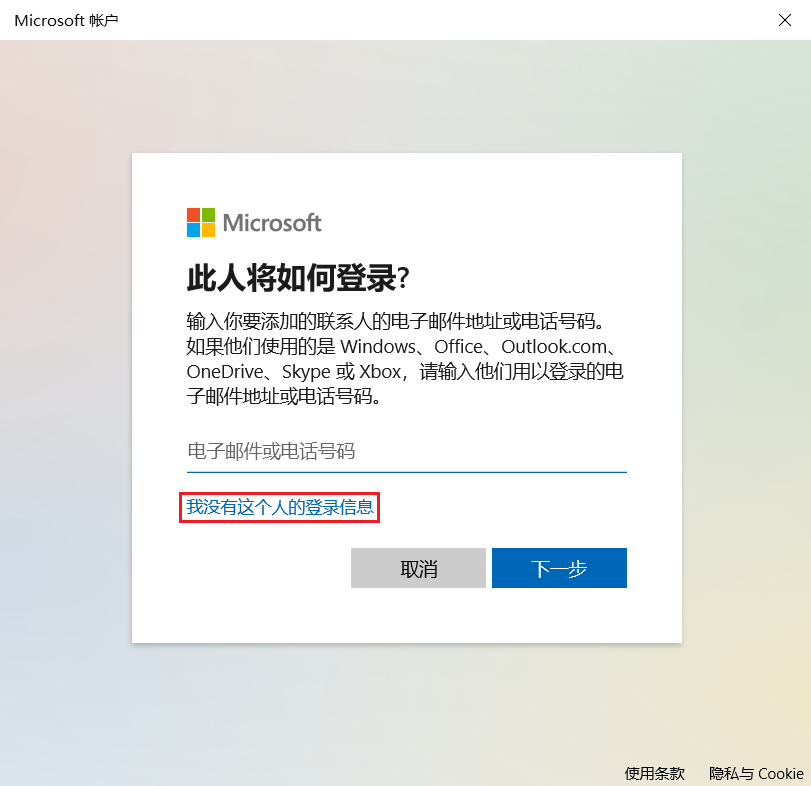 Microsoft 帐户
Microsoft
此人将如何登录?
输入你要添加的联系人的电子邮件地址或电话号码。
如果他们使用的是 Windows、Office、Outlook.com、
OneDrive、Skype 或 Xbox，请输入他们用以登录的电
子邮件地址或电话号码。
电子邮件或电话号码
我没有这个人的登录信息
取消
下一步
使用条款
隐私与 Cookie